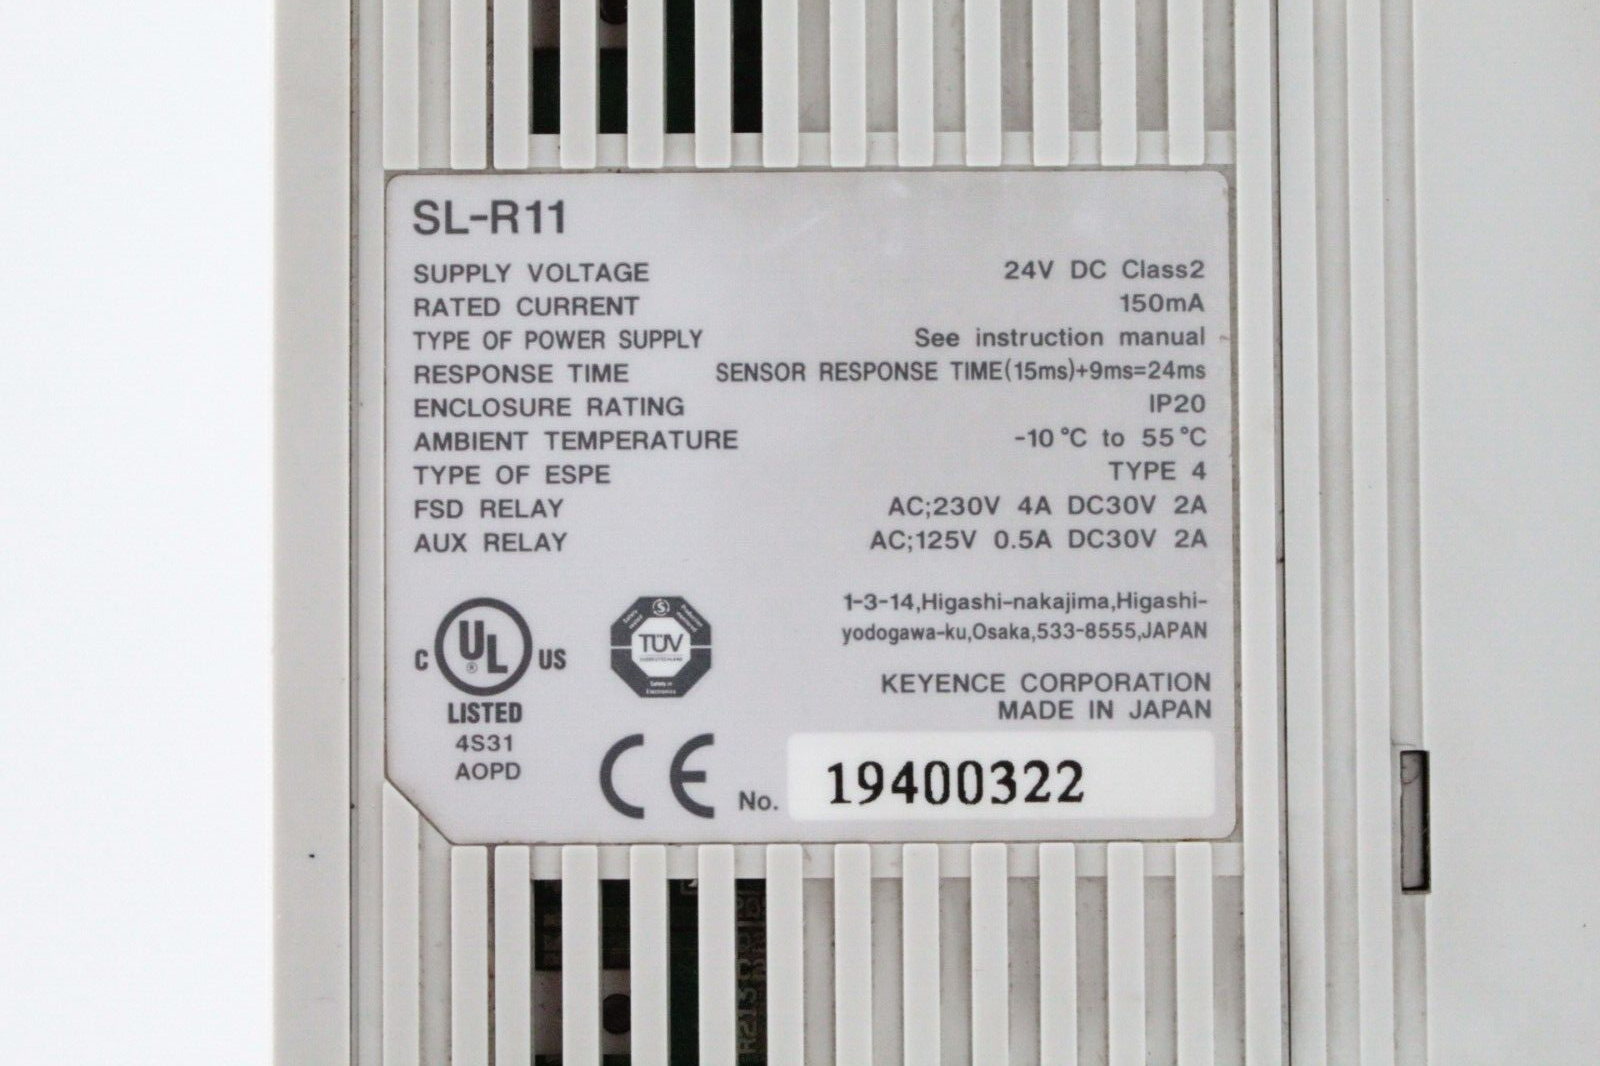 SL-R11
SUPPLY VOLTAGE 24V DC Class2
RATED CURRENT 150mA
TYPE OF POWER SUPPLY See instruction manual
RESPONSE TIME SENSOR RESPONSE TIME(15ms)+9ms=24ms
ENCLOSURE RATING IP20
AMBIENT TEMPERATURE -10°C to 55°C
TYPE OF ESPE TYPE 4
FSD RELAY AC;230V 4A DC30V 2A
AUX RELAY AC;125V 0.5A DC30V 2A
1-3-14,Higashi-nakajima,Higashi-
yodogawa-ku,Osaka,533-8555,JAPAN
KEYENCE CORPORATION
MADE IN JAPAN
C UL ® US
LISTED
4S31
AOPD
TÜV
Safety in
Electronics
CE No. 19400322